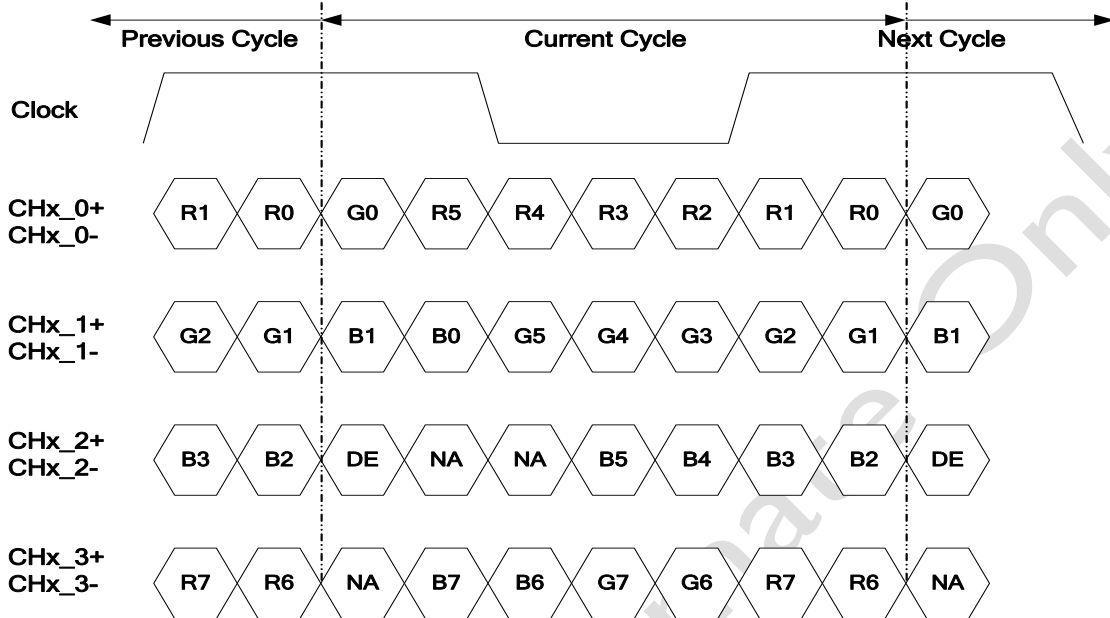 Previous Cycle Current Cycle Next Cycle
Clock
CHx_0+
CHx_0-
R1 R0 G0 R5 R4 R3 R2 R1 R0 G0
CHx_1+
CHx_1-
G2 G1 B1 B0 G5 G4 G3 G2 G1 B1
CHx_2+
CHx_2-
B3 B2 DE NA NA B5 B4 B3 B2 DE
CHx_3+
CHx_3-
R7 R6 NA B7 B6 G7 G6 R7 R6 NA